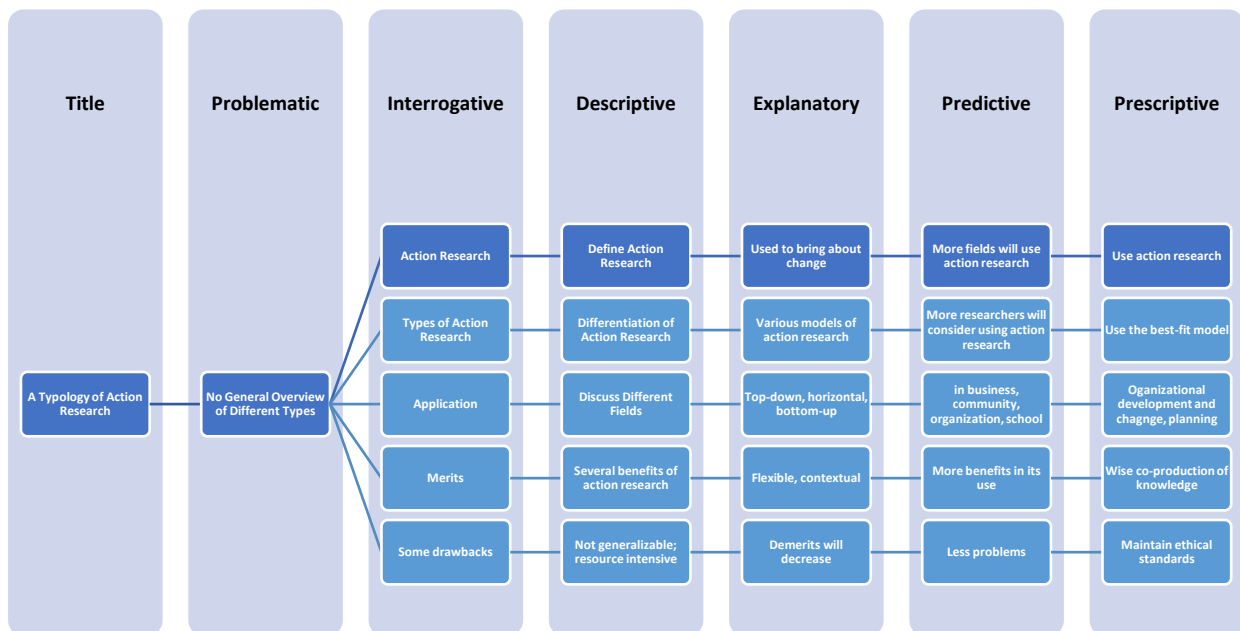 Title
Problematic
Interrogative
Descriptive
Explanatory
Predictive
Prescriptive
A Typology of Action
Research
No General Overview
of Different Types
Action Research
Define Action
Research
Used to bring about
change
More fields will use
action research
Use action research
Types of Action
Research
Differentiation of
Action Research
Various models of
action research
More researchers will
consider using action
research
Use the best-fit model
Application
Discuss Different
Fields
Top-down, horizontal,
bottom-up
in business,
community,
organization, school
Oganizational
development and
chagnge, planning
Merits
Several benefits of
action research
Flexible, contextual
More benefits in its
use
Wise co-production of
knowledge
Some drawbacks
Not generalizable;
resource intensive
Demerits will
decrease
Less problems
Maintain ethical
standards